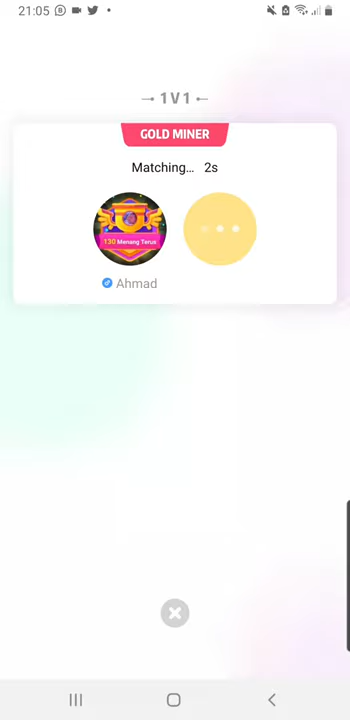 21:05
1V1
GOLD MINER
Matching... 2s
130 Menang Terus
Ahmad